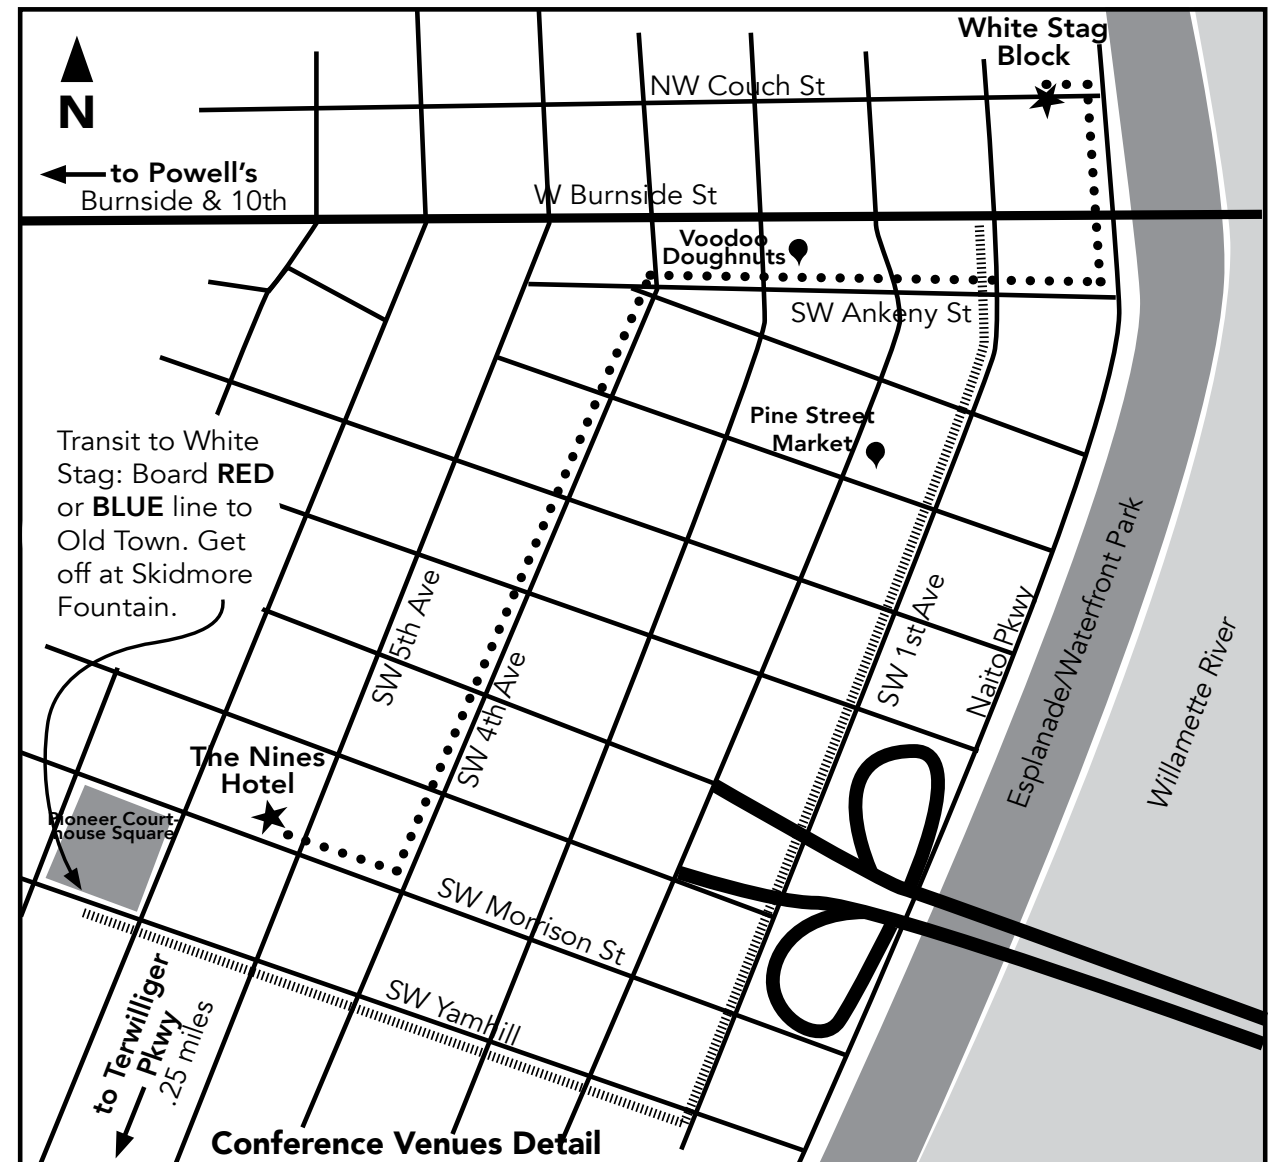 White Stag
Block
NW Couch St
N
to Powell's
Burnside & 10th
W Burnside St
Voodoo
Doughnuts
SW Ankeny St
Pine Street
Market
Transit to White
Stag: Board RED
or BLUE line to
Old Town. Get
off at Skidmore
Fountain.
SW 5th Ave
SW 4th Ave
SW 1st Ave
Naito Pkwy
Esplanade/Waterfront Park
Willamette River
The Nines
Hotel
Pioneer Court-
house Square
SW Morrison St
SW Yamhill
to Terwilliger
Pkwy
.25 miles
Conference Venues Detail